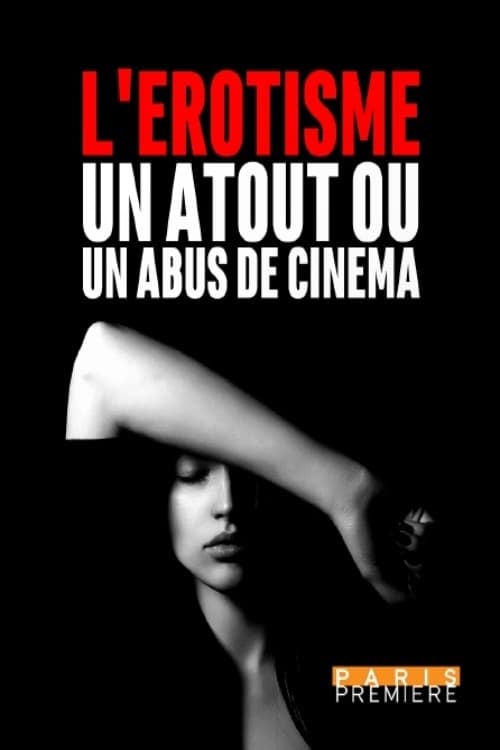 L'EROTISME
UN ATOUT OU
UN ABUS DE CINEMA
PARIS
PREMIERE